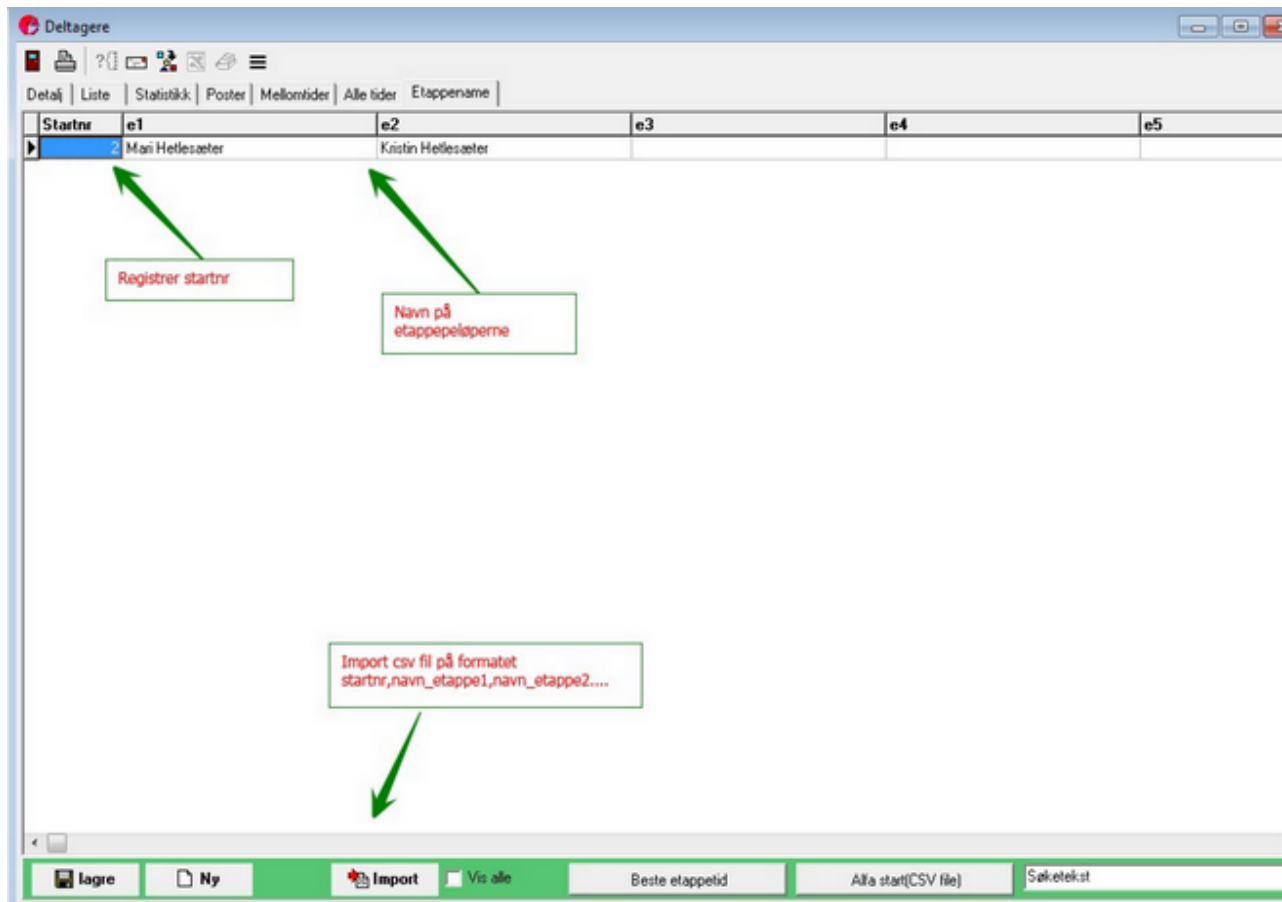 Deltagere
Detalj Liste Statistikk Poster Mellomtider Alle tider Etappename
Startnr e1 e2 e3 e4 e5
2 Mari Hetlesæter Kristin Hetlesæter
Registrer startnr
Navn på
etappepeløperne
Import csv fil på formatet
startnr,navn_etappe1,navn_etappe2....
lagre Ny Import Vis alle Beste etappetid Alfa start(CSV file) Søketekst